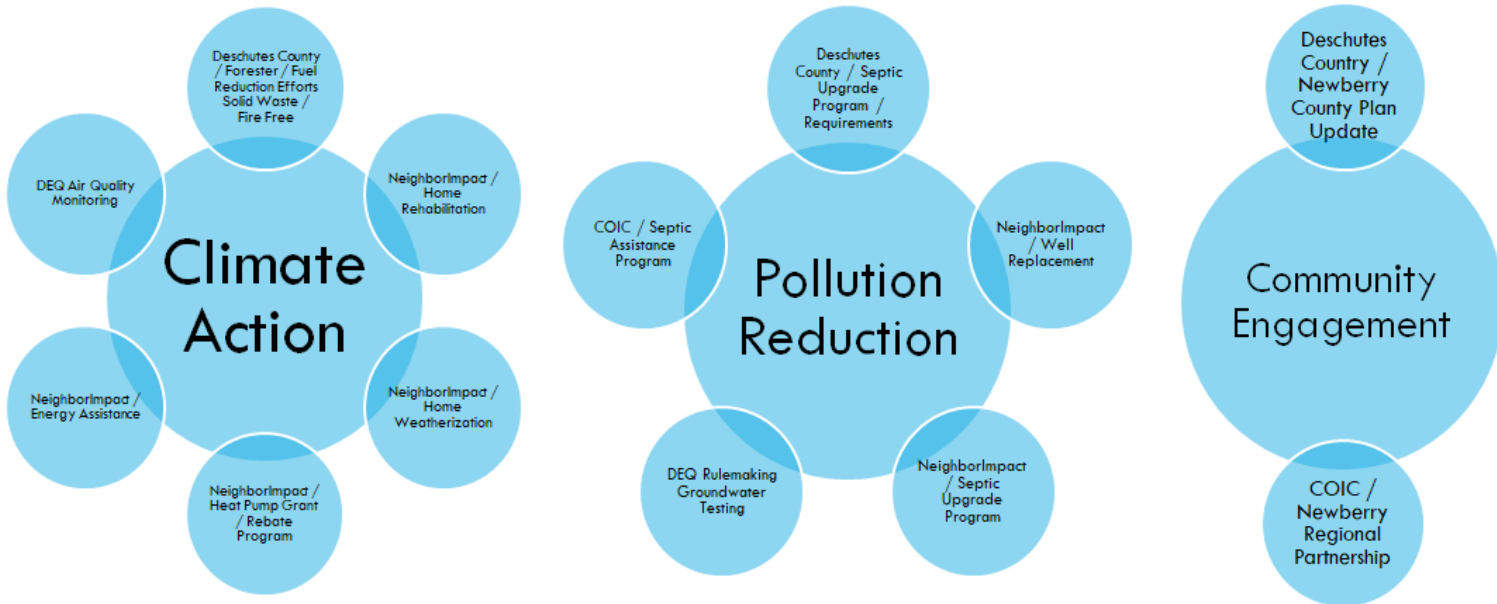 Climate
Action
Deschutes County
/ Forester / Fuel
Reduction Efforts
Solid Waste /
Fire Free
NeighborImpact /
Home
Rehabilitation
NeighborImpact /
Home
Weatherization
NeighborImpact /
Heat Pump Grant
/ Rebate
Program
NeighborImpact /
Energy Assistance
DEQ Air Quality
Monitoring
Pollution
Reduction
Deschutes
County / Septic
Upgrade
Program /
Requirements
NeighborImpact
/ Well
Replacement
NeighborImpact
/ Septic
Upgrade
Program
DEQ Rulemaking
Groundwater
Testing
COIC / Septic
Assistance
Program
Community
Engagement
Deschutes
Country /
Newberry
County Plan
Update
COIC /
Newberry
Regional
Partnership